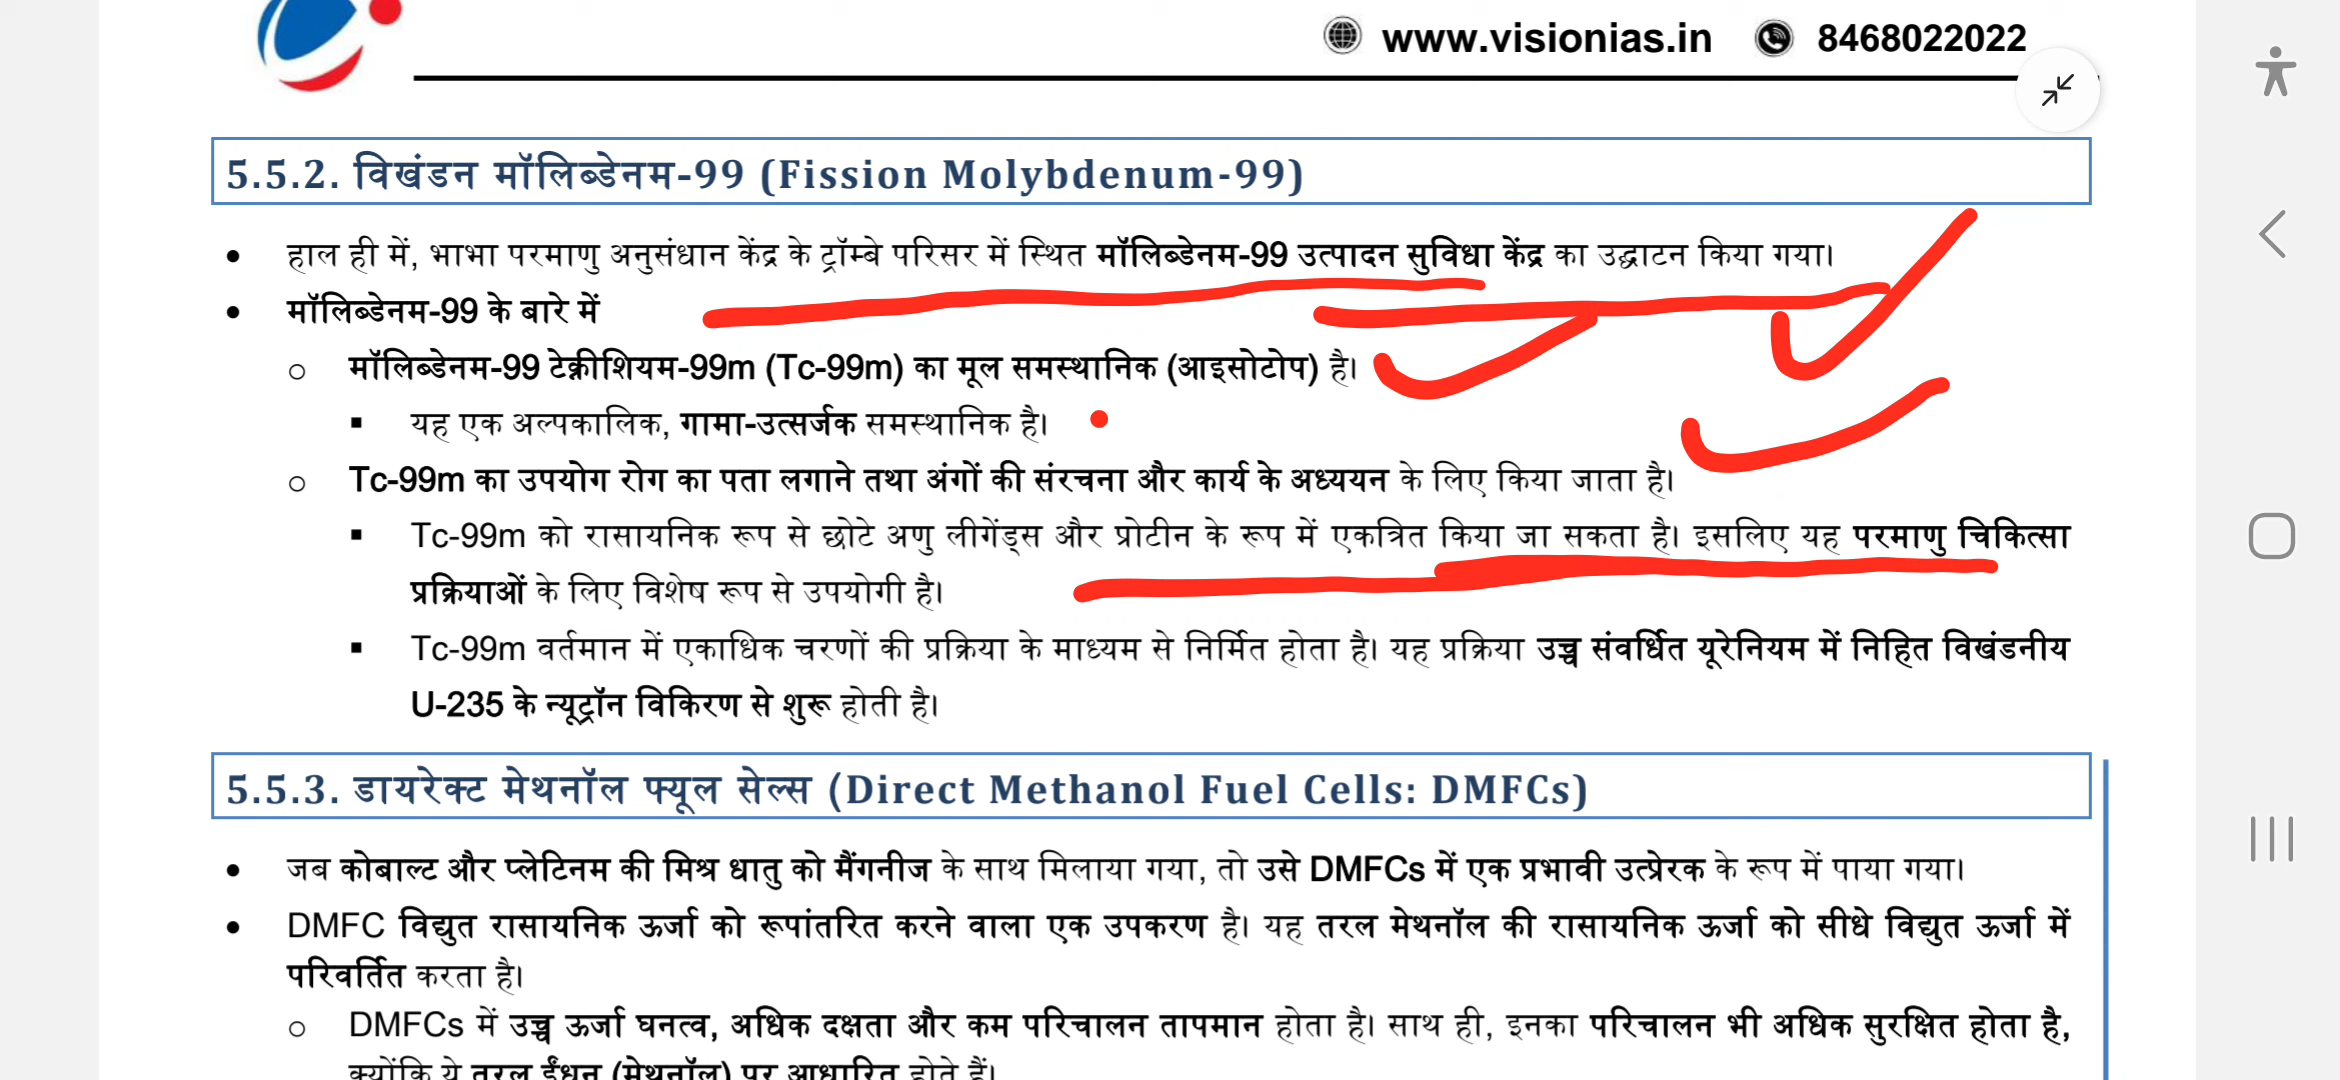 www.visionias.in 8468022022
5.5.2. विखंडन मॉलिब्डेनम-99 (Fission Molybdenum-99)
• हाल ही में, भाभा परमाणु अनुसंधान केंद्र के ट्रॉम्बे परिसर में स्थित मॉलिब्डेनम-99 उत्पादन सुविधा केंद्र का उद्घाटन किया गया।
• मॉलिब्डेनम-99 के बारे में
o मॉलिब्डेनम-99 टेक्नीशियम-99m (Tc-99m) का मूल समस्थानिक (आइसोटोप) है।
▪ यह एक अल्पकालिक, गामा-उत्सर्जक समस्थानिक है।
o Tc-99m का उपयोग रोग का पता लगाने तथा अंगों की संरचना और कार्य के अध्ययन के लिए किया जाता है।
▪ Tc-99m को रासायनिक रूप से छोटे अणु लीगेंड्स और प्रोटीन के रूप में एकत्रित किया जा सकता है। इसलिए यह परमाणु चिकित्सा
प्रक्रियाओं के लिए विशेष रूप से उपयोगी है।
▪ Tc-99m वर्तमान में एकाधिक चरणों की प्रक्रिया के माध्यम से निर्मित होता है। यह प्रक्रिया उच्च संवर्धित यूरेनियम में निहित विखंडनीय
U-235 के न्यूट्रॉन विकिरण से शुरू होती है।
5.5.3. डायरेक्ट मेथनॉल फ्यूल सेल्स (Direct Methanol Fuel Cells: DMFCs)
• जब कोबाल्ट और प्लेटिनम की मिश्र धातु को मैंगनीज के साथ मिलाया गया, तो उसे DMFCs में एक प्रभावी उत्प्रेरक के रूप में पाया गया।
• DMFC विद्युत रासायनिक ऊर्जा को रूपांतरित करने वाला एक उपकरण है। यह तरल मेथनॉल की रासायनिक ऊर्जा को सीधे विद्युत ऊर्जा में
परिवर्तित करता है।
o DMFCs में उच्च ऊर्जा घनत्व, अधिक दक्षता और कम परिचालन तापमान होता है। साथ ही, इनका परिचालन भी अधिक सुरक्षित होता है,
क्योंकि ये तरल ईंधन (मेथनॉल) पर आधारित होते हैं।